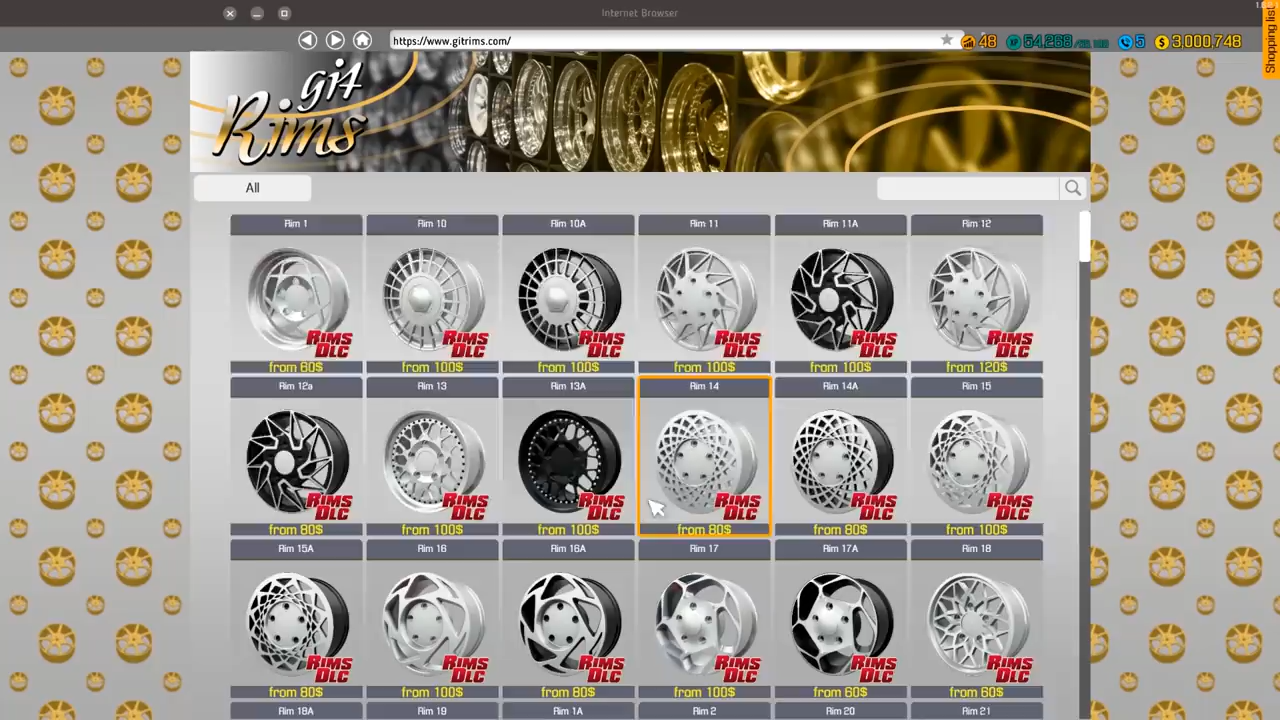 Internet Browser
https://www.gitrims.com/
48
5
3,000,748
Shopping list
git
Rims
All
Rim 1
Rim 10
Rim 10A
Rim 11
Rim 11A
Rim 12
RIMS DLC
RIMS DLC
RIMS DLC
RIMS DLC
RIMS DLC
RIMS DLC
from 80$
from 100$
from 100$
from 100$
from 100$
from 120$
Rim 12a
Rim 13
Rim 13A
Rim 14
Rim 14A
Rim 15
RIMS DLC
RIMS DLC
RIMS DLC
RIMS DLC
RIMS DLC
RIMS DLC
from 80$
from 100$
from 100$
from 80$
from 80$
from 100$
Rim 15A
Rim 16
Rim 16A
Rim 17
Rim 17A
Rim 18
RIMS DLC
RIMS DLC
RIMS DLC
RIMS DLC
RIMS DLC
RIMS DLC
from 80$
from 100$
from 80$
from 100$
from 60$
from 60$
Rim 18A
Rim 19
Rim 1A
Rim 2
Rim 20
Rim 21